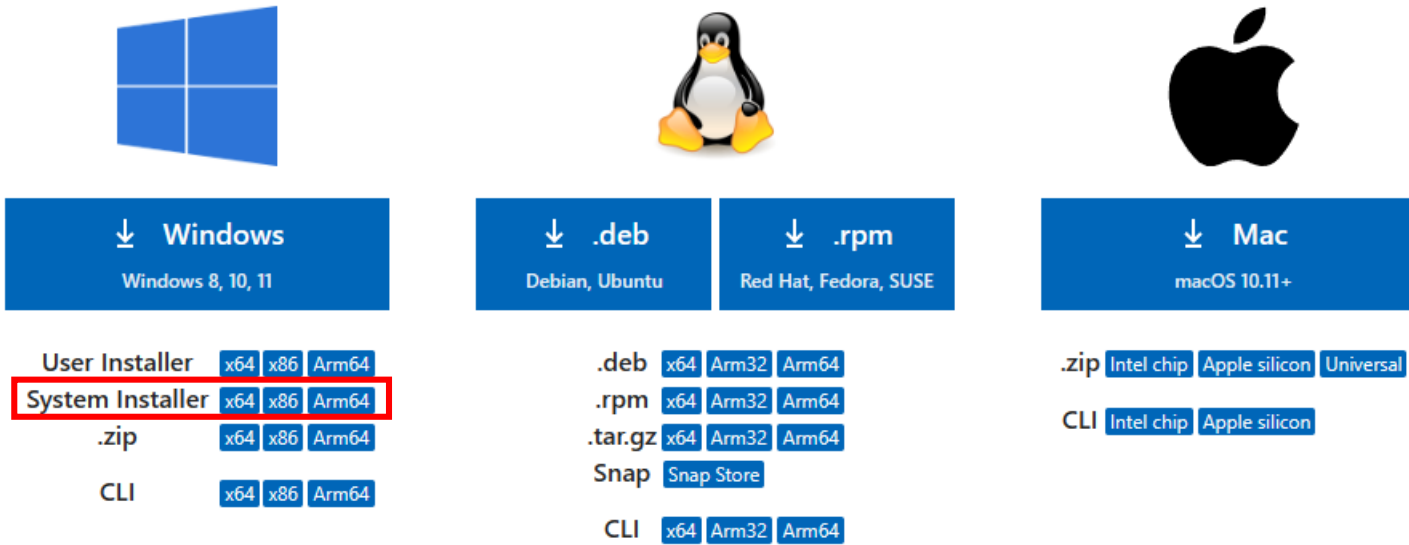 Windows
Windows 8, 10, 11
User Installer x64 x86 Arm64
System Installer x64 x86 Arm64
.zip x64 x86 Arm64
CLI x64 x86 Arm64
.deb
Debian, Ubuntu
.rpm
Red Hat, Fedora, SUSE
.deb x64 Arm32 Arm64
.rpm x64 Arm32 Arm64
.tar.gz x64 Arm32 Arm64
Snap Snap Store
CLI x64 Arm32 Arm64
Mac
macOS 10.11+
.zip Intel chip Apple silicon Universal
CLI Intel chip Apple silicon